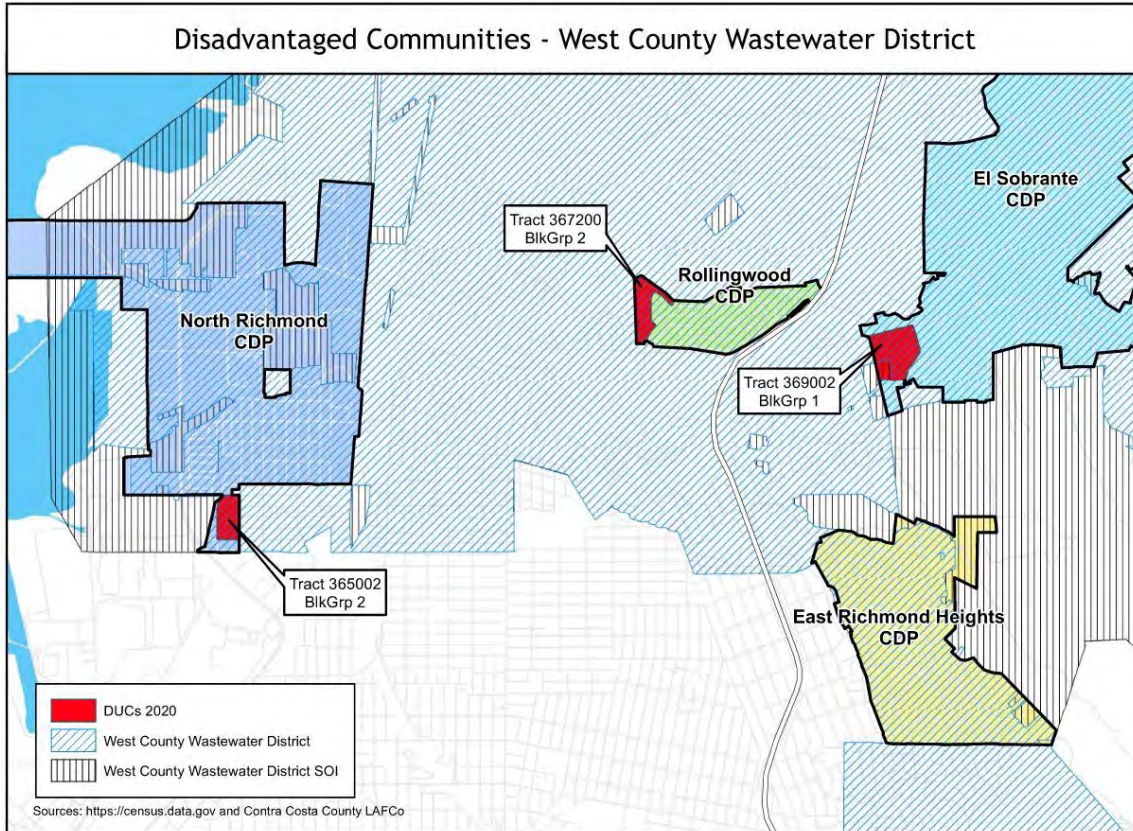 Disadvantaged Communities - West County Wastewater District
El Sobrante
CDP
Tract 367200
BlkGrp 2
Rollingwood
CDP
North Richmond
CDP
Tract 369002
BlkGrp 1
Tract 365002
BlkGrp 2
East Richmond Heights
CDP
DUCs 2020
West County Wastewater District
West County Wastewater District SOI
Sources: https://census.data.gov and Contra Costa County LAFCo